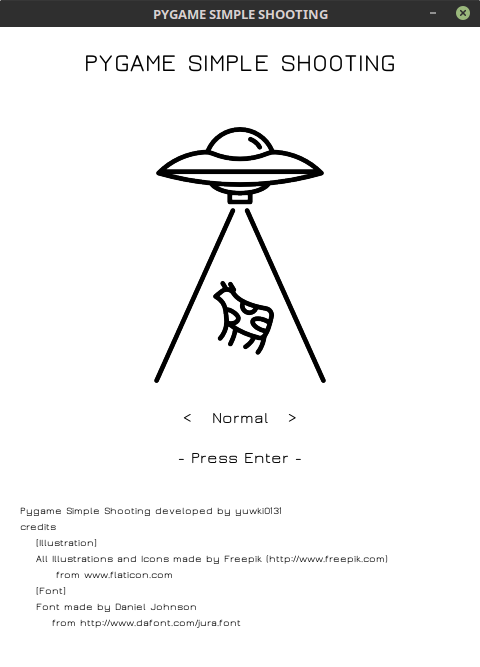 PYGAME SIMPLE SHOOTING
PYGAME SIMPLE SHOOTING
< Normal >
- Press Enter -
Pygame Simple Shooting developed by yuwki0131
credits
[Illustration]
All Illustrations and Icons made by Freepik (http://www.freepik.com)
from www.flaticon.com
[Font]
Font made by Daniel Johnson
from http://www.dafont.com/jura.font